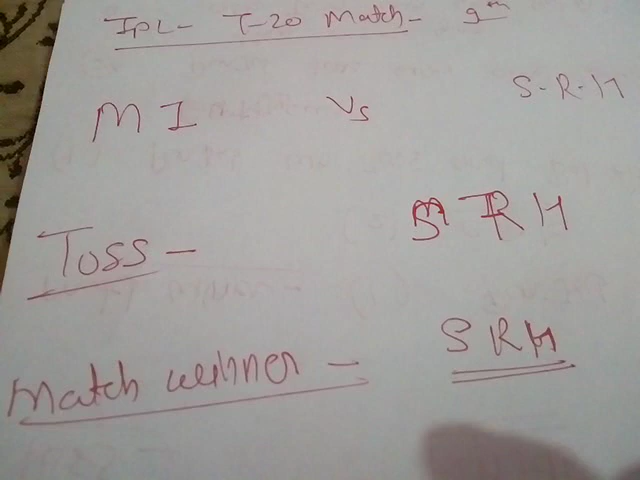 IPL- T-20 Match- 9th
MI Vs S-R-H
Toss - SRH
Match winner - SRH